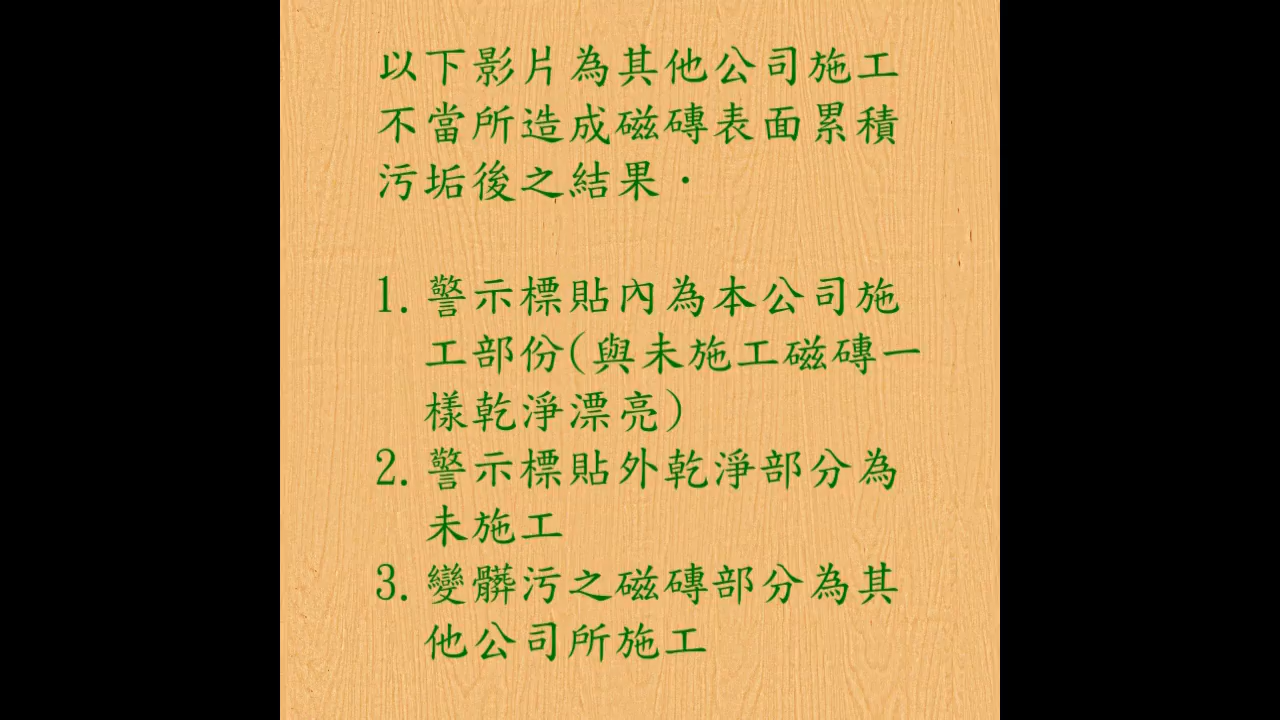 以下影片為其他公司施工
不當所造成磁磚表面累積
污垢後之結果．
1. 警示標貼內為本公司施
工部份(與未施工磁磚一
樣乾淨漂亮)
2. 警示標貼外乾淨部分為
未施工
3. 變髒污之磁磚部分為其
他公司所施工